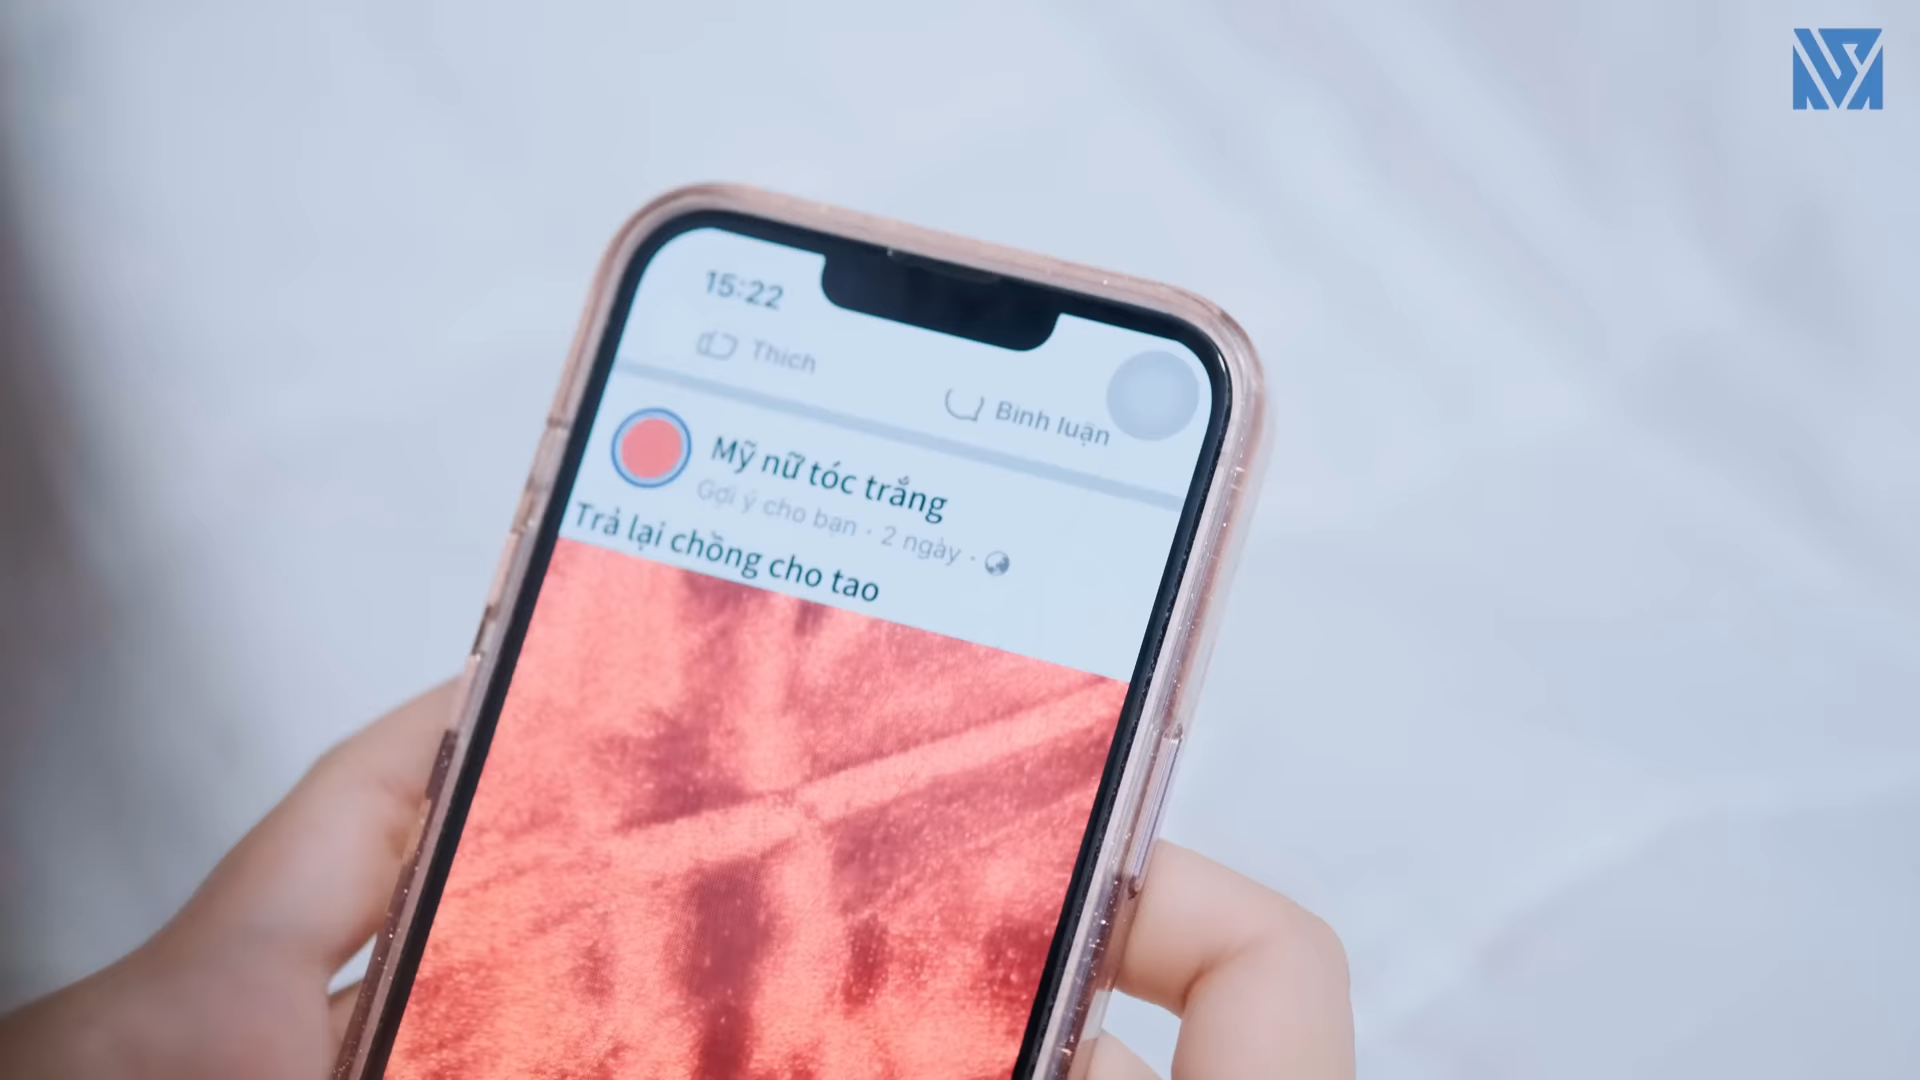 15:22
Thích
Bình luận
Mỹ nữ tóc trắng
Gợi ý cho bạn · 2 ngày ·
Trả lại chồng cho tao